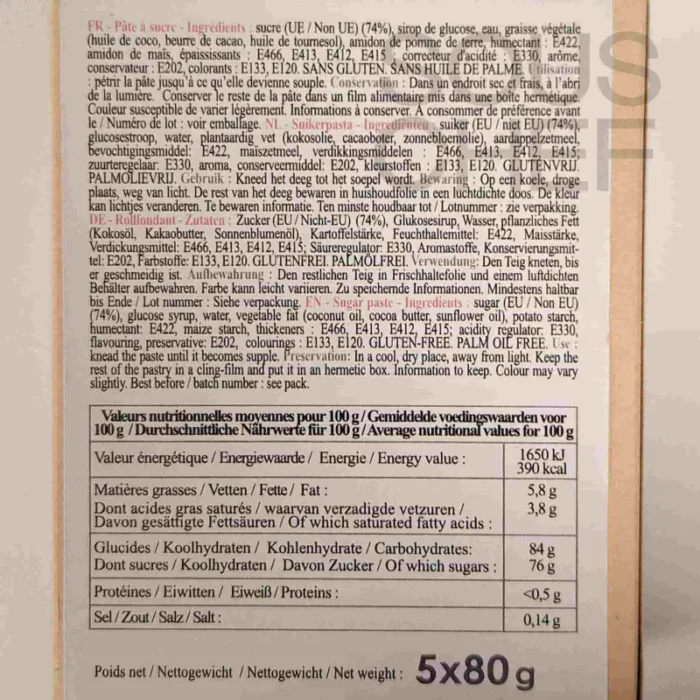 FR - Pâte à sucre - Ingrédients : sucre (UE / Non UE) (74%), sirop de glucose, eau, graisse végétale
(huile de coco, beurre de cacao, huile de tournesol), amidon de pomme de terre, humectant : E422,
amidon de maïs, épaississants : E466, E413, E412, E415 ; correcteur d'acidité : E330, arôme,
conservateur : E202, colorants : E133, E120. SANS GLUTEN. SANS HUILE DE PALME. Utilisation
: pétrir la pâte jusqu'à ce qu'elle devienne souple. Conservation : Dans un endroit sec et frais, à l'abri
de la lumière. Conserver le reste de la pâte dans un film alimentaire mis dans une boîte hermétique.
Couleur susceptible de varier légèrement. Informations à conserver. A consommer de préférence avant
le / Numéro de lot : voir emballage. NL - Suikerpasta - Ingredienten : suiker (EU / niet EU) (74%),
glucosestroop, water, plantaardig vet (kokosolie, cacaoboter, zonnebloemolie), aardappelzetmeel,
bevochtigingsmiddel: E422, maïszetmeel, verdikkingsmiddelen : E466, E413, E412, E415;
zuurteregelaar: E330, aroma, conserveermiddel: E202, kleurstoffen : E133, E120. GLUTENVRIJ.
PALMOLIEVRIJ. Gebruik : Kneed het deeg tot het soepel wordt. Bewaring : Op een koele, droge
plaats, weg van licht. De rest van het deeg bewaren in huishoudfolie in een luchtdichte doos. De kleur
kan lichtjes veranderen. Te bewaren informatie. Ten minste houdbaar tot / Lotnummer : zie verpakking.
DE - Rollfondant - Zutaten : Zucker (EU / Nicht-EU) (74%), Glukosesirup, Wasser, pflanzliches Fett
(Kokosöl, Kakaobutter, Sonnenblumenöl), Kartoffelstärke, Feuchthaltemittel: E422, Maisstärke,
Verdickungsmittel: E466, E413, E412, E415; Säureregulator: E330, Aromastoffe, Konservierungsmit-
tel: E202, Farbstoffe: E133, E120. GLUTENFREI. PALMÖLFREI. Verwendung: Den Teig kneten, bis
er geschmeidig ist. Aufbewahrung : Den restlichen Teig in Frischhaltefolie und einem luftdichten
Behälter aufbewahren. Farbe kann leicht variieren. Zu speichernde Informationen. Mindestens haltbar
bis Ende / Lot nummer : Siehe verpackung. EN - Sugar paste - Ingredients : sugar (EU / Non EU)
(74%), glucose syrup, water, vegetable fat (coconut oil, cocoa butter, sunflower oil), potato starch,
humectant: E422, maize starch, thickeners : E466, E413, E412, E415; acidity regulator: E330,
flavouring, preservative: E202, colourings : E133, E120. GLUTEN-FREE. PALM OIL FREE. Use :
knead the paste until it becomes supple. Preservation: In a cool, dry place, away from light. Keep the
rest of the pastry in a cling-film and put it in an hermetic box. Information to keep. Colour may vary
slightly. Best before / batch number : see pack.
Valeurs nutritionnelles moyennes pour 100 g / Gemiddelde voedingswaarden voor
100 g / Durchschnittliche Nährwerte für 100 g / Average nutritional values for 100 g
Valeur énergétique / Energiewaarde / Energie / Energy value : 1650 kJ
390 kcal
Matières grasses / Vetten / Fette / Fat : 5,8 g
Dont acides gras saturés / waarvan verzadigde vetzuren / 3,8 g
Davon gesättigte Fettsäuren / Of which saturated fatty acids :
Glucides / Koolhydraten / Kohlenhydrate / Carbohydrates: 84 g
Dont sucres / Koolhydraten / Davon Zucker / Of which sugars : 76 g
Protéines / Eiwitten / Eiweiß / Proteins : <0,5 g
Sel / Zout / Salz / Salt : 0,14 g
Poids net / Nettogewicht / Nettogewicht / Net weight : 5x80 g